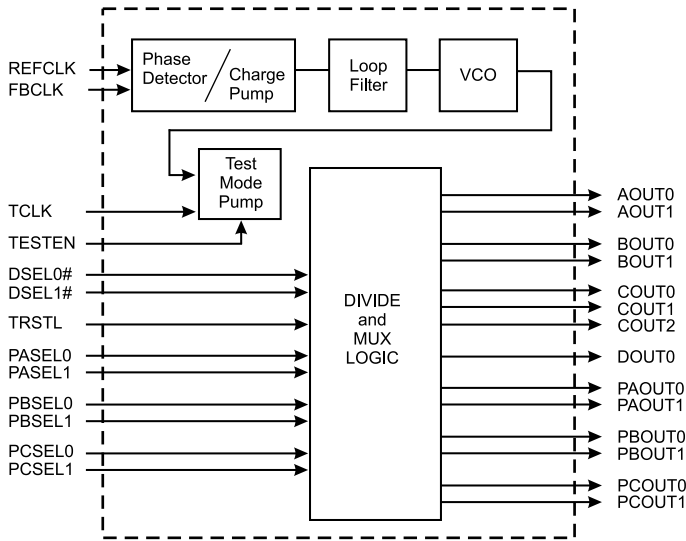 REFCLK
FBCLK
Phase
Detector
/
Charge
Pump
Loop
Filter
VCO
Test
Mode
Pump
TCLK
TESTEN
DSEL0#
DSEL1#
TRSTL
PASEL0
PASEL1
PBSEL0
PBSEL1
PCSEL0
PCSEL1
DIVIDE
and
MUX
LOGIC
AOUT0
AOUT1
BOUT0
BOUT1
COUT0
COUT1
COUT2
DOUT0
PAOUT0
PAOUT1
PBOUT0
PBOUT1
PCOUT0
PCOUT1